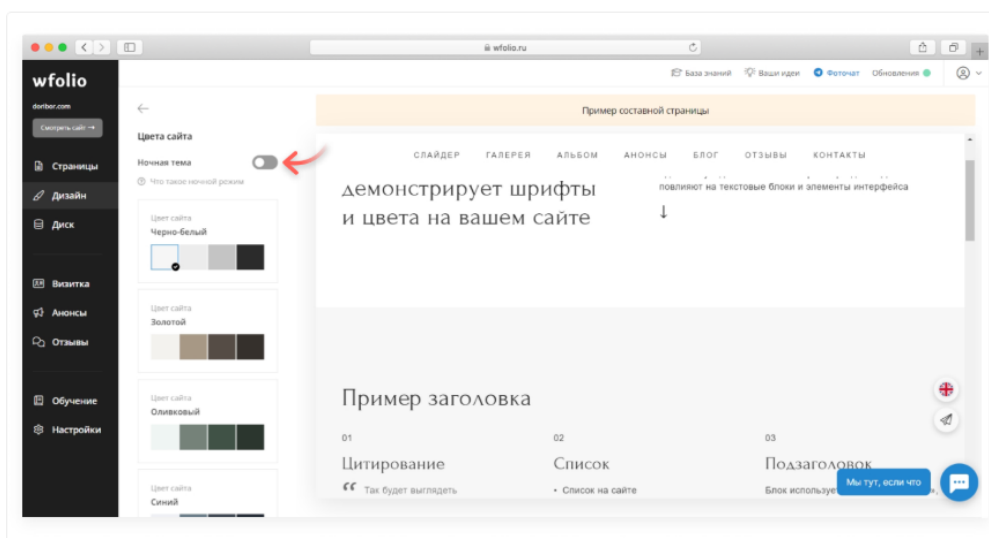 wfolio.ru
wfolio
База знаний
Ваши идеи
Фоточат
Обновления
doribor.com
Смотреть сайт →
Страницы
Дизайн
Диск
Визитка
Анонсы
Отзывы
Обучение
Настройки
Цвета сайта
Ночная тема
Что такое ночной режим
Цвет сайта
Черно-белый
Цвет сайта
Золотой
Цвет сайта
Оливковый
Цвет сайта
Синий
Пример составной страницы
СЛАЙДЕР ГАЛЕРЕЯ АЛЬБОМ АНОНСЫ БЛОГ ОТЗЫВЫ КОНТАКТЫ
демонстрирует шрифты
и цвета на вашем сайте
повлияют на текстовые блоки и элементы интерфейса
↓
Пример заголовка
01
Цитирование
Так будет выглядеть
02
Список
• Список на сайте
03
Подзаголовок
Блок использует
Мы тут, если что